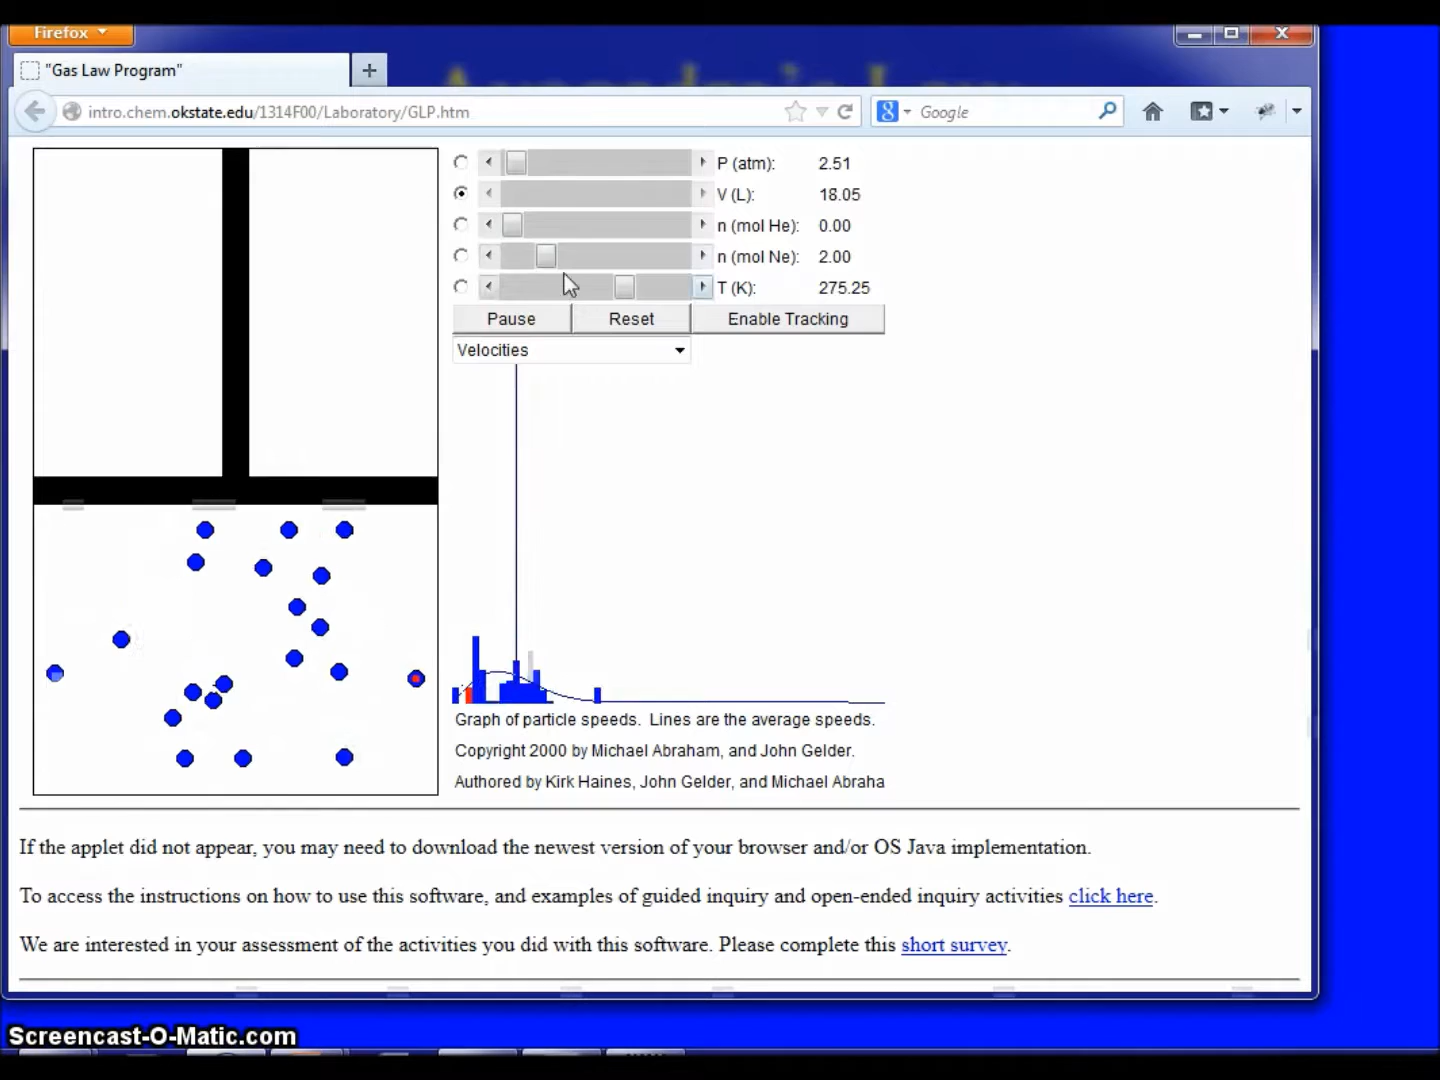 Firefox
"Gas Law Program"
intro.chem.okstate.edu/1314F00/Laboratory/GLP.htm
Google
P (atm): 2.51
V (L): 18.05
n (mol He): 0.00
n (mol Ne): 2.00
T (K): 275.25
Pause Reset Enable Tracking
Velocities
Graph of particle speeds. Lines are the average speeds.
Copyright 2000 by Michael Abraham, and John Gelder.
Authored by Kirk Haines, John Gelder, and Michael Abraha
If the applet did not appear, you may need to download the newest version of your browser and/or OS Java implementation.
To access the instructions on how to use this software, and examples of guided inquiry and open-ended inquiry activities click here.
We are interested in your assessment of the activities you did with this software. Please complete this short survey.
Screencast-O-Matic.com